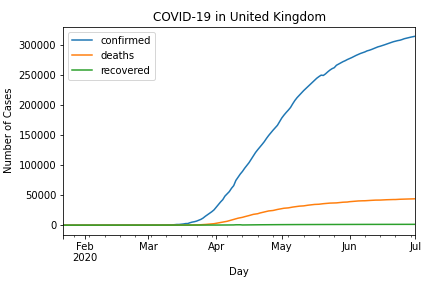 COVID-19 in United Kingdom
confirmed
deaths
recovered
Number of Cases
300000
250000
200000
150000
100000
50000
0
Feb
2020
Mar
Apr
May
Jun
Jul
Day